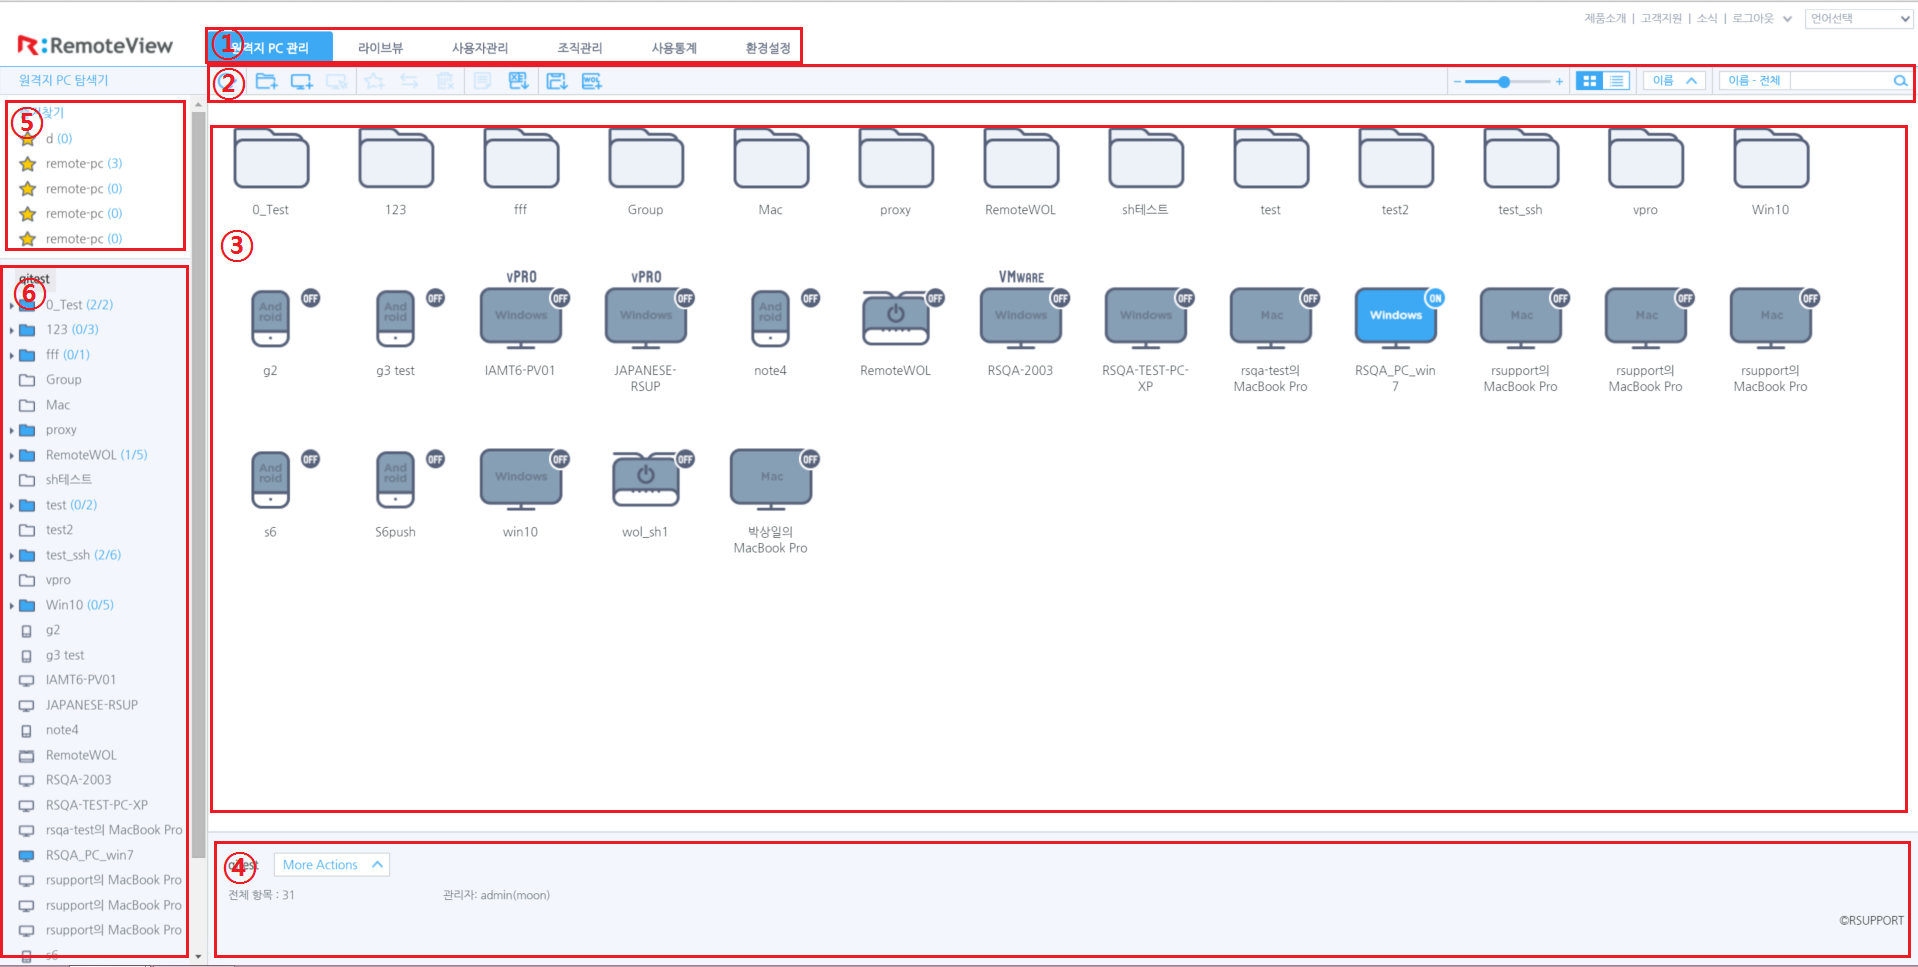 제품소개 | 고객지원 | 소식 | 로그아웃 언어선택
R:RemoteView
① 원격지 PC 관리 라이브뷰 사용자관리 조직관리 사용통계 환경설정
원격지 PC 탐색기
② − + 이름 이름 - 전체
⑤ 찾기
d (0)
remote-pc (3)
remote-pc (0)
remote-pc (0)
remote-pc (0)
qitest
⑥
0_Test (2/2)
123 (0/3)
fff (0/1)
Group
Mac
proxy
RemoteWOL (1/5)
sh테스트
test (0/2)
test2
test_ssh (2/6)
vpro
Win10 (0/5)
g2
g3 test
IAMT6-PV01
JAPANESE-RSUP
note4
RemoteWOL
RSQA-2003
RSQA-TEST-PC-XP
rsqa-test의 MacBook Pro
RSQA_PC_win7
rsupport의 MacBook Pro
rsupport의 MacBook Pro
rsupport의 MacBook Pro
s6
0_Test 123 fff Group Mac proxy RemoteWOL sh테스트 test test2 test_ssh vpro Win10
③
vPRO vPRO VMware
OFF OFF OFF OFF OFF OFF OFF OFF OFF ON OFF OFF OFF
And roid And roid Windows Windows And roid Windows Windows Mac Windows Mac Mac Mac
g2 g3 test IAMT6-PV01 JAPANESE-RSUP note4 RemoteWOL RSQA-2003 RSQA-TEST-PC-XP rsqa-test의 MacBook Pro RSQA_PC_win7 rsupport의 MacBook Pro rsupport의 MacBook Pro rsupport의 MacBook Pro
OFF OFF OFF OFF OFF
And roid And roid Windows Mac
s6 S6push win10 wol_sh1 박상일의 MacBook Pro
④ qitest More Actions
전체 항목 : 31 관리자: admin(moon)
©RSUPPORT